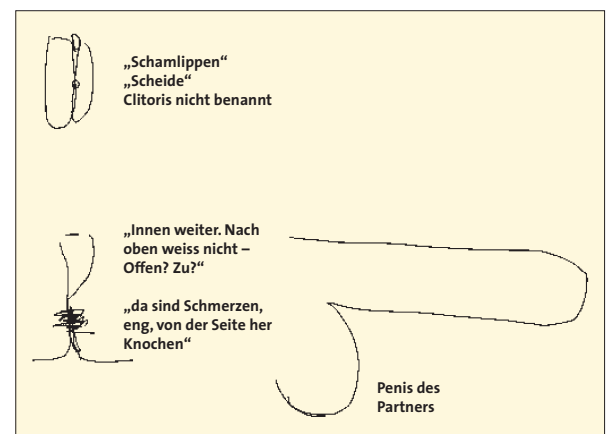 „Schamlippen“
„Scheide“
Clitoris nicht benannt
„Innen weiter. Nach
oben weiss nicht –
Offen? Zu?“
„da sind Schmerzen,
eng, von der Seite her
Knochen“
Penis des
Partners